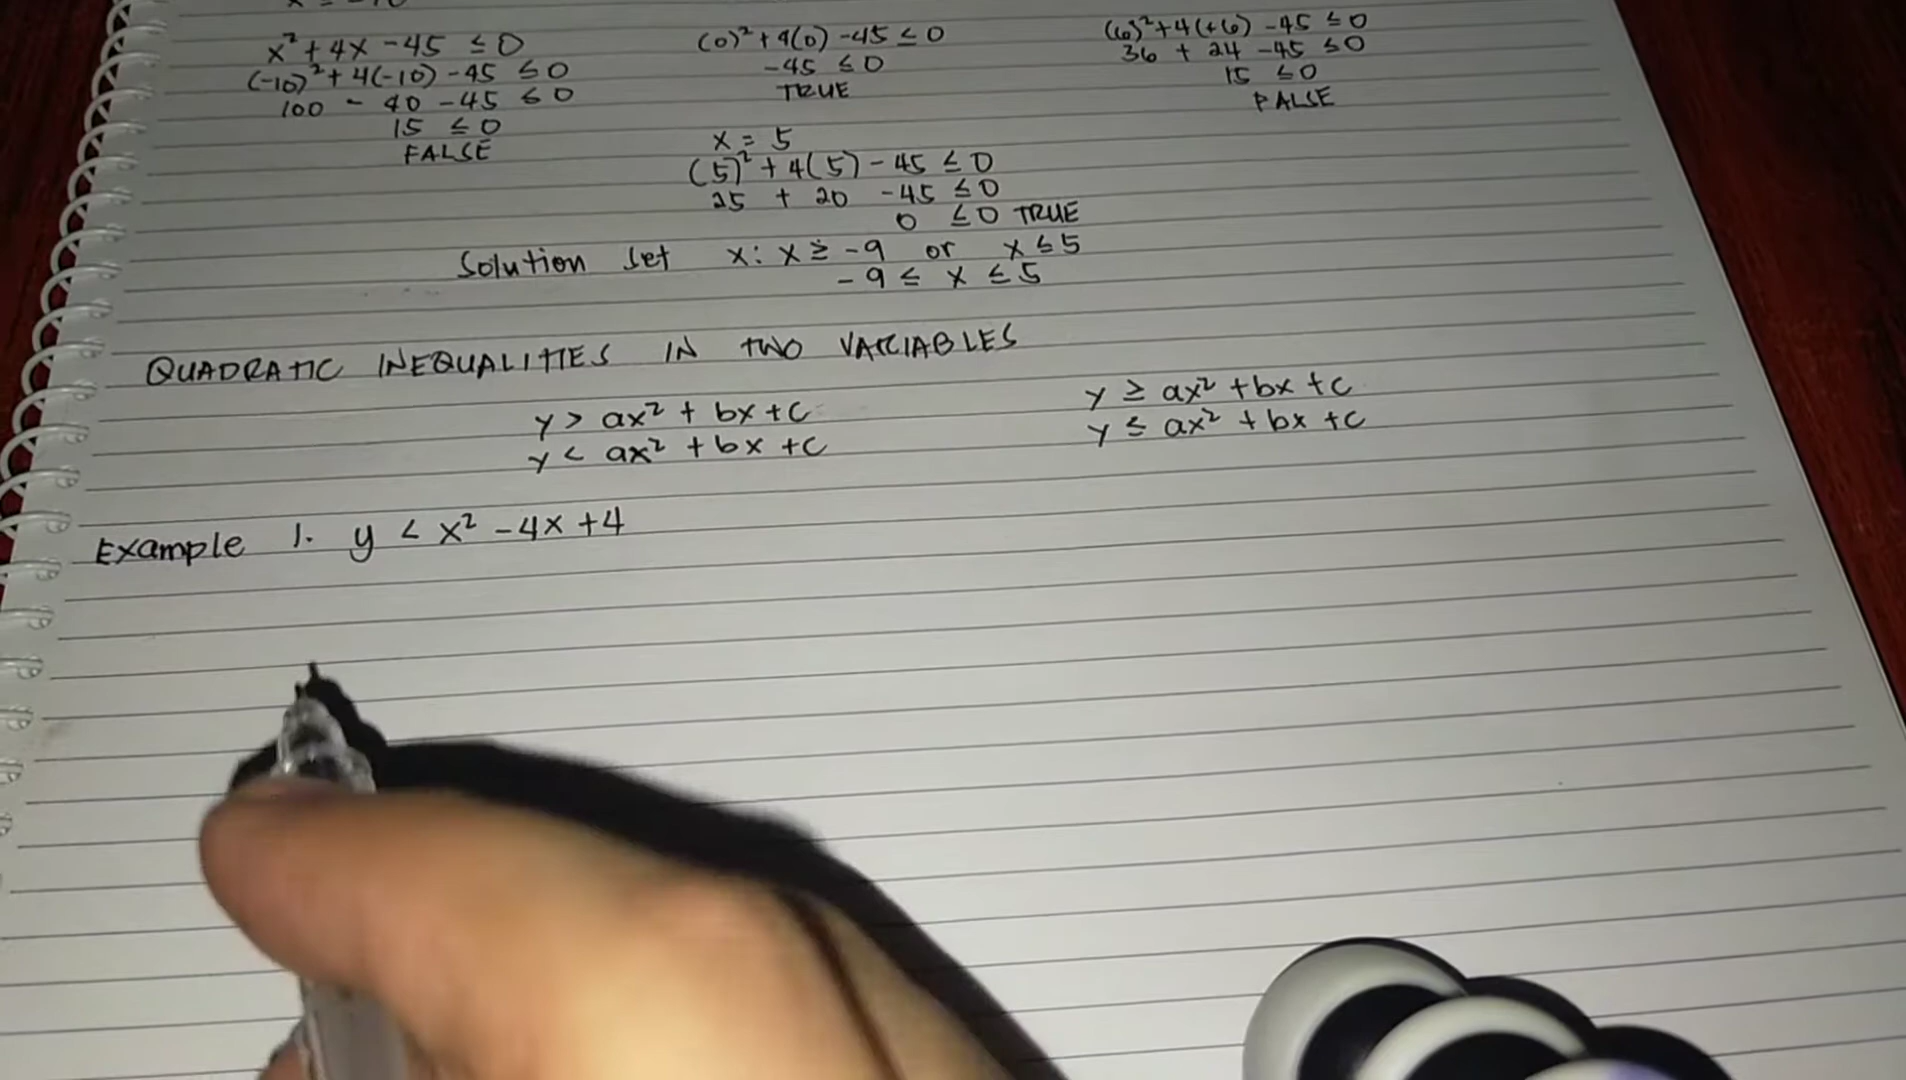 x² + 4x - 45 ≤ 0
(-10)² + 4(-10) - 45 ≤ 0
100 - 40 - 45 ≤ 0
15 ≤ 0
FALSE
(0)² + 4(0) - 45 ≤ 0
-45 ≤ 0
TRUE
(6)² + 4(+6) - 45 ≤ 0
36 + 24 - 45 ≤ 0
15 ≤ 0
FALSE
x = 5
(5)² + 4(5) - 45 ≤ 0
25 + 20 - 45 ≤ 0
0 ≤ 0 TRUE
Solution set x: x ≥ -9 or x ≤ 5
-9 ≤ x ≤ 5
QUADRATIC INEQUALITIES IN TWO VARIABLES
y > ax² + bx + c
y < ax² + bx + c
y ≥ ax² + bx + c
y ≤ ax² + bx + c
Example 1. y < x² - 4x + 4